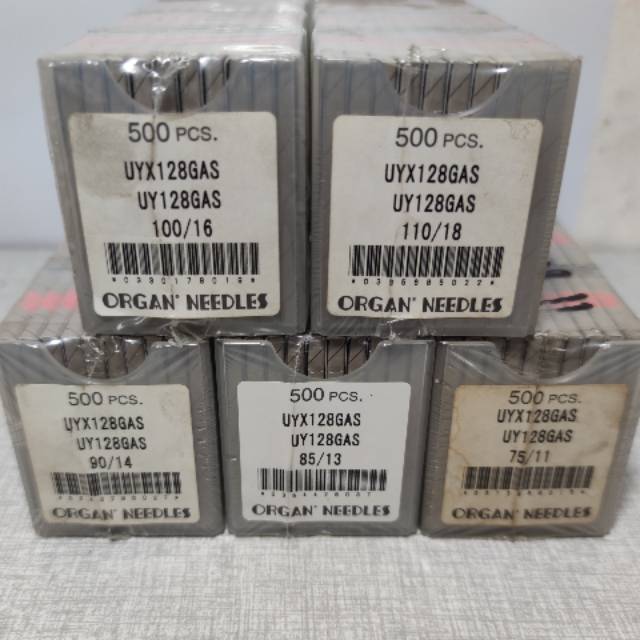 500 PCS.
UYX128GAS
UY128GAS
100/16
ORGAN® NEEDLES
500 PCS.
UYX128GAS
UY128GAS
110/18
ORGAN® NEEDLES
500 PCS.
UYX128GAS
UY128GAS
90/14
ORGAN® NEEDLES
500 PCS.
UYX128GAS
UY128GAS
85/13
ORGAN® NEEDLES
500 PCS.
UYX128GAS
UY128GAS
75/11
ORGAN® NEEDLES